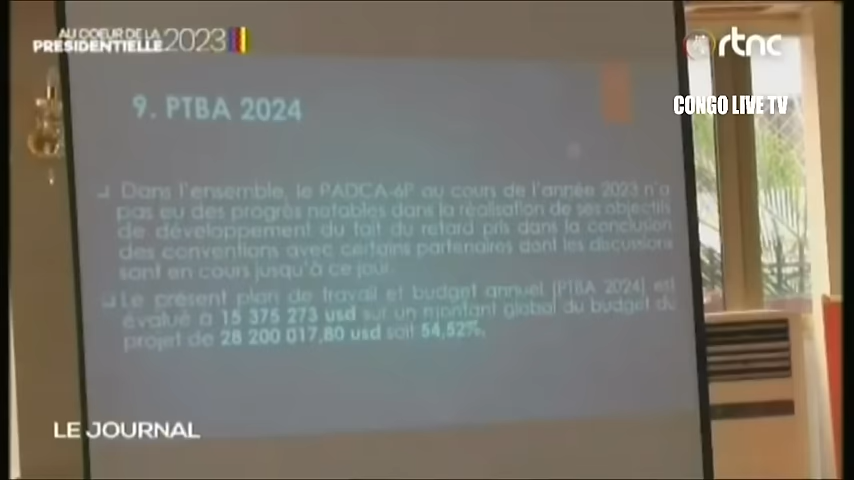 AU COEUR DE LA
PRÉSIDENTIELLE 2023
rtnc
CONGO LIVE TV
9. PTBA 2024
Dans l'ensemble, le PADCA-6P au cours de l'année 2023 n'a
pas eu des progrès notables dans la réalisation de ses objectifs
de développement du fait du retard pris dans la conclusion
des conventions avec certains partenaires dont les discussions
sont en cours jusqu'à ce jour.
Le présent plan de travail et budget annuel (PTBA 2024) est
évalué à 15 375 273 usd sur un montant global du budget du
projet de 28 200 017,80 usd soit 54,52%.
LE JOURNAL